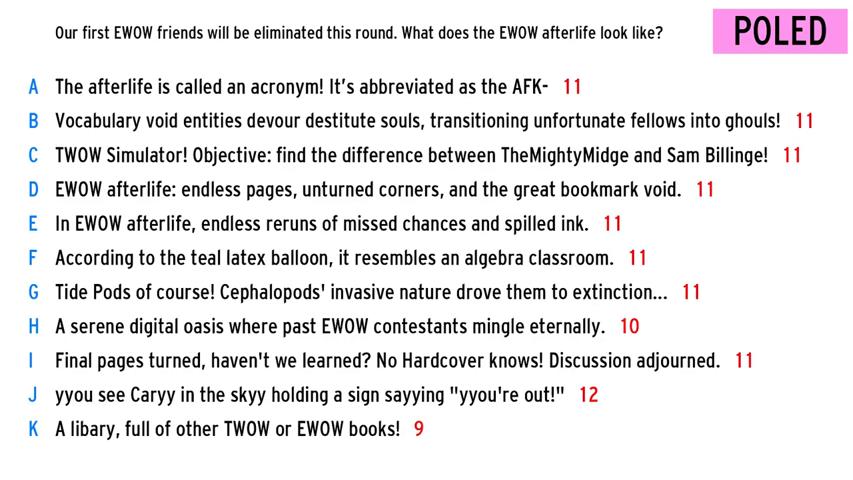 Our first EWOW friends will be eliminated this round. What does the EWOW afterlife look like?
POLED
A The afterlife is called an acronym! It's abbreviated as the AFK- 11
B Vocabulary void entities devour destitute souls, transitioning unfortunate fellows into ghouls! 11
C TWOW Simulator! Objective: find the difference between TheMightyMidge and Sam Billinge! 11
D EWOW afterlife: endless pages, unturned corners, and the great bookmark void. 11
E In EWOW afterlife, endless reruns of missed chances and spilled ink. 11
F According to the teal latex balloon, it resembles an algebra classroom. 11
G Tide Pods of course! Cephalopods' invasive nature drove them to extinction... 11
H A serene digital oasis where past EWOW contestants mingle eternally. 10
I Final pages turned, haven't we learned? No Hardcover knows! Discussion adjourned. 11
J yyou see Caryy in the skyy holding a sign sayying "yyou're out!" 12
K A libary, full of other TWOW or EWOW books! 9